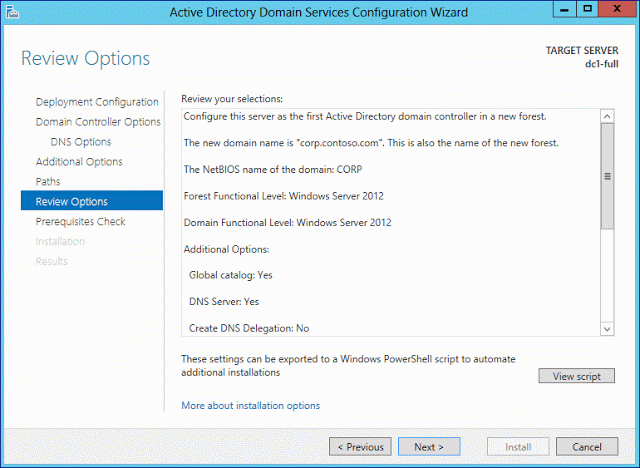 Active Directory Domain Services Configuration Wizard
Review Options
TARGET SERVER
dc1-full
Deployment Configuration
Domain Controller Options
DNS Options
Additional Options
Paths
Review Options
Prerequisites Check
Installation
Results
Review your selections:
Configure this server as the first Active Directory domain controller in a new forest.
The new domain name is "corp.contoso.com". This is also the name of the new forest.
The NetBIOS name of the domain: CORP
Forest Functional Level: Windows Server 2012
Domain Functional Level: Windows Server 2012
Additional Options:
Global catalog: Yes
DNS Server: Yes
Create DNS Delegation: No
These settings can be exported to a Windows PowerShell script to automate
additional installations
View script
More about installation options
< Previous
Next >
Install
Cancel